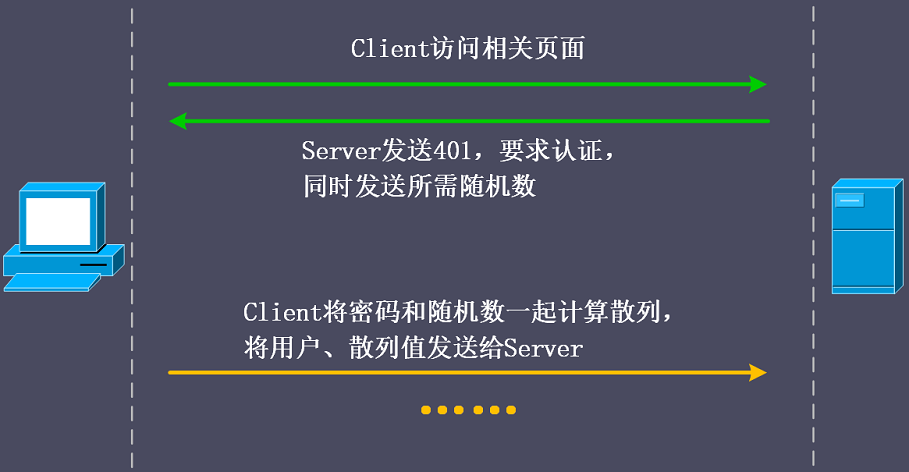 Client访问相关页面
Server发送401，要求认证，
同时发送所需随机数
Client将密码和随机数一起计算散列，
将用户、散列值发送给Server